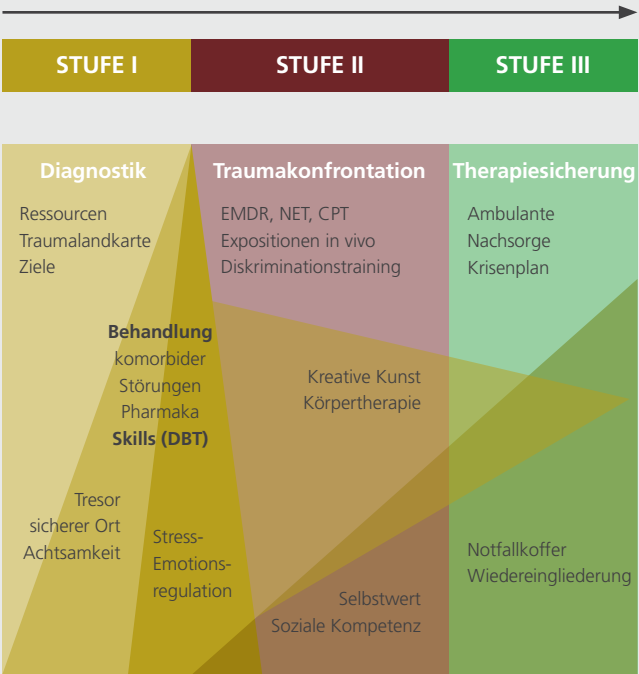 STUFE I
STUFE II
STUFE III
Diagnostik
Ressourcen
Traumalandkarte
Ziele
Behandlung
komorbider
Störungen
Pharmaka
Skills (DBT)
Tresor
sicherer Ort
Achtsamkeit
Stress-
Emotions-
regulation
Traumakonfrontation
EMDR, NET, CPT
Expositionen in vivo
Diskriminationstraining
Kreative Kunst
Körpertherapie
Selbstwert
Soziale Kompetenz
Therapiesicherung
Ambulante
Nachsorge
Krisenplan
Notfallkoffer
Wiedereingliederung